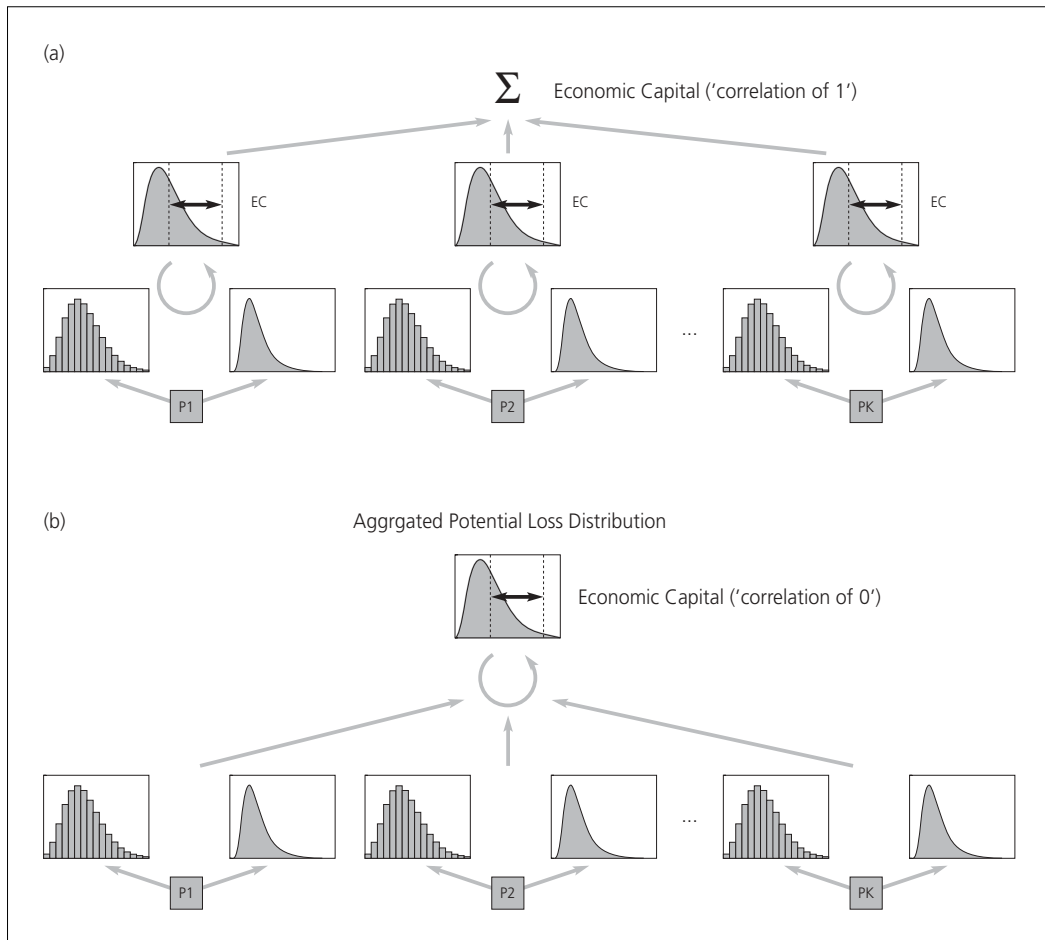 (a)
Σ Economic Capital ('correlation of 1')
EC EC EC
...
P1 P2 PK
(b) Aggrgated Potential Loss Distribution
Economic Capital ('correlation of 0')
...
P1 P2 PK